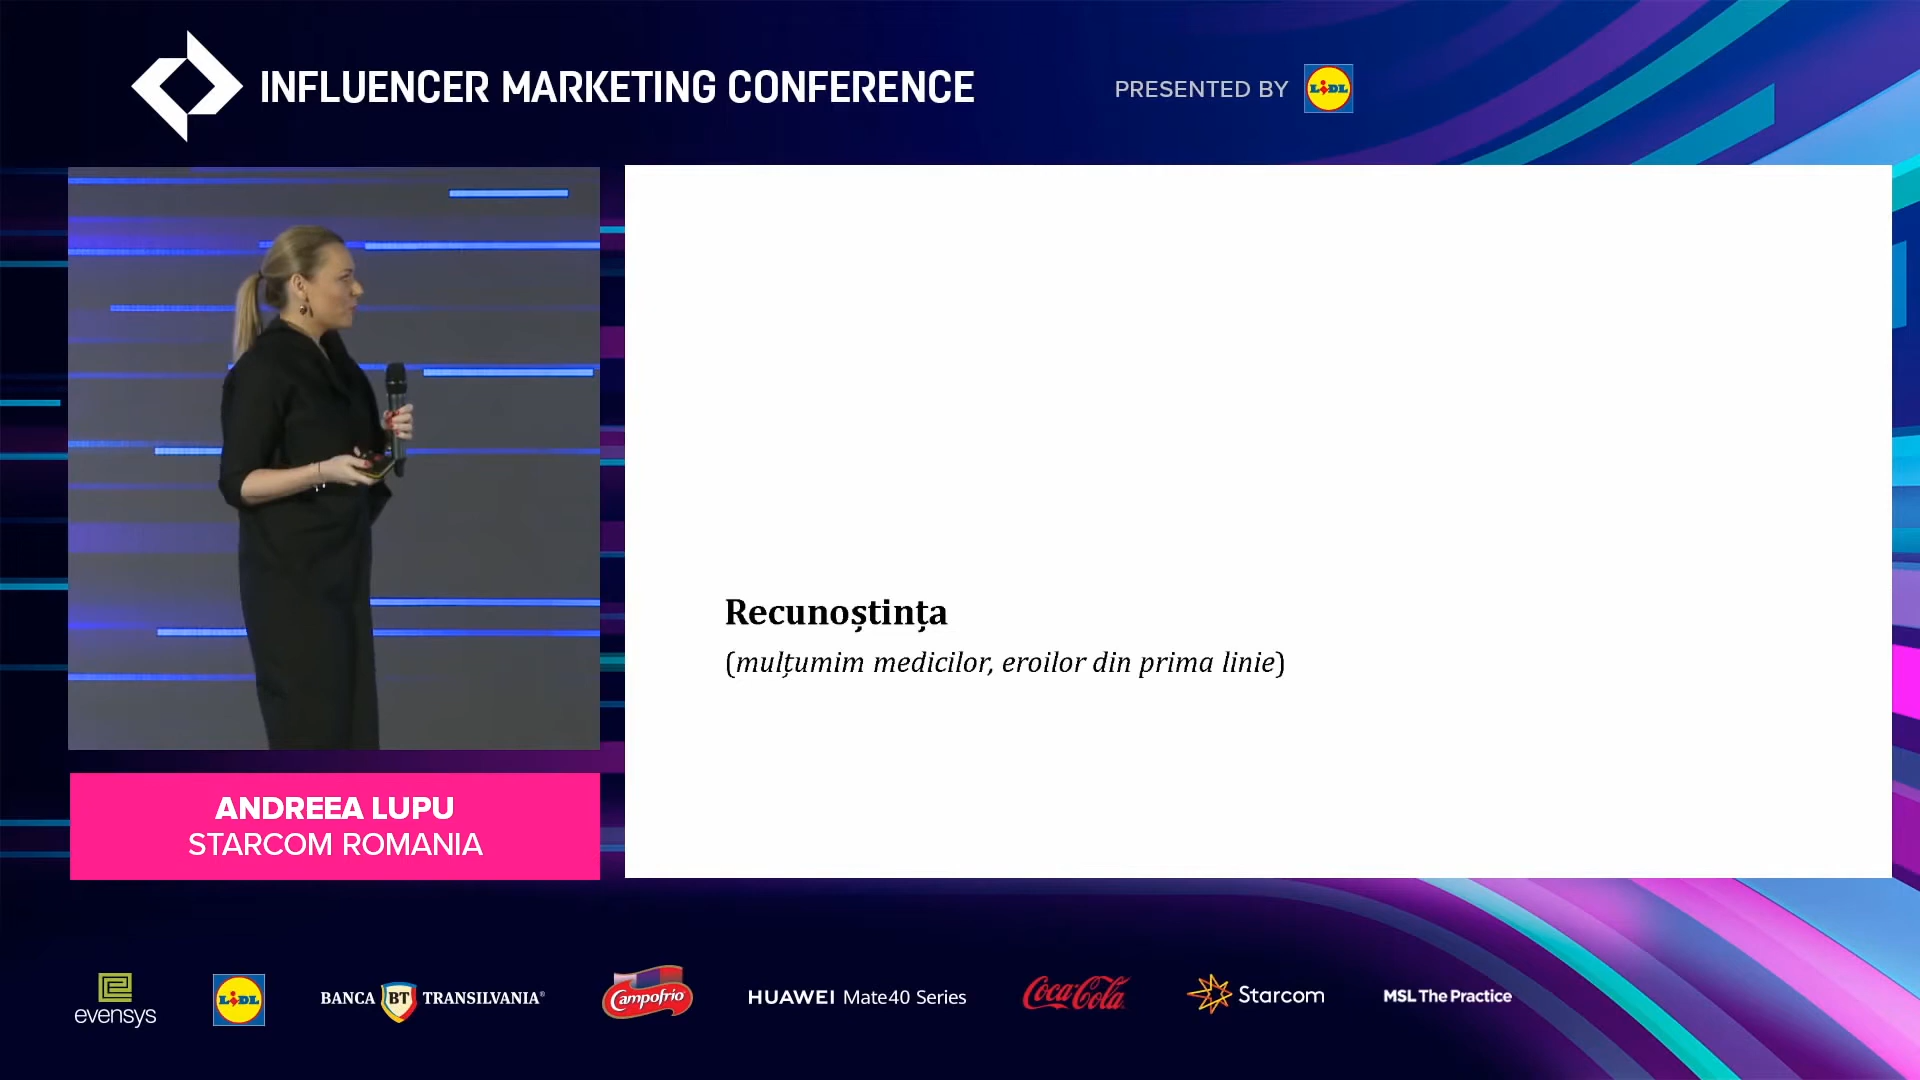 INFLUENCER MARKETING CONFERENCE
PRESENTED BY
LIDL
Recunoștința
(mulțumim medicilor, eroilor din prima linie)
ANDREEA LUPU
STARCOM ROMANIA
evensys
LIDL
BANCA BT TRANSILVANIA®
Campofrío
HUAWEI Mate40 Series
Coca-Cola
Starcom
MSL The Practice